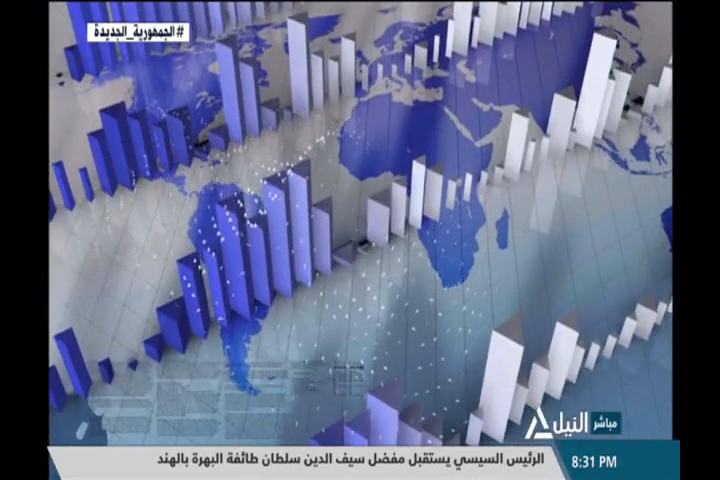 #الجمهورية_الجديدة
النيل مباشر
الرئيس السيسي يستقبل مفضل سيف الدين سلطان طائفة البهرة بالهند
8:31 PM